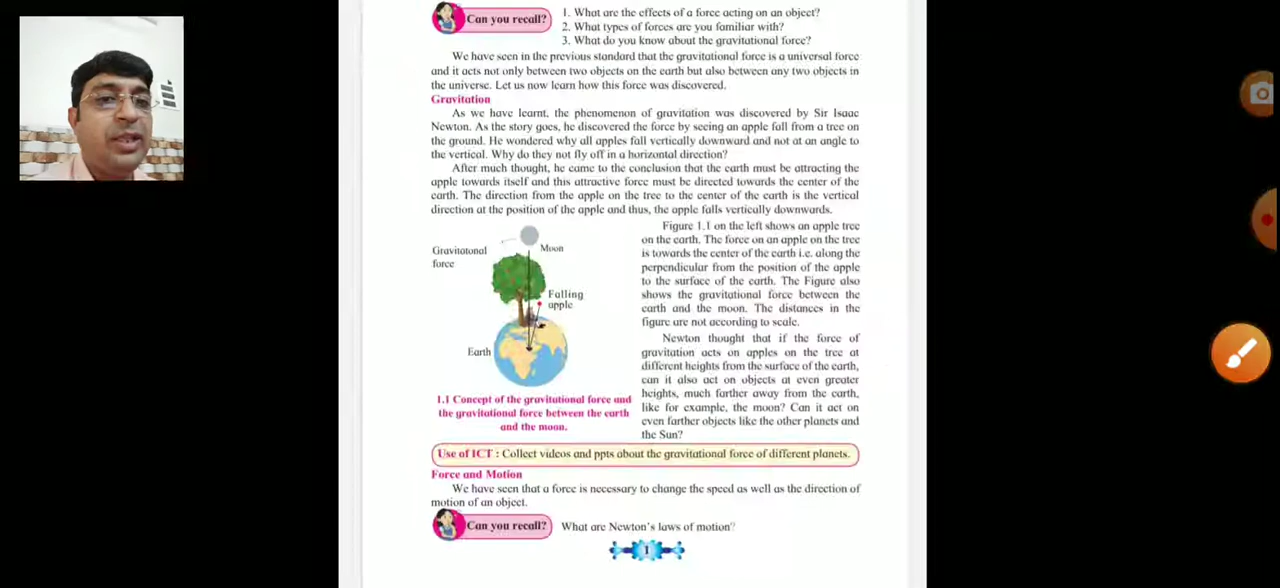 Can you recall?
1. What are the effects of a force acting on an object?
2. What types of forces are you familiar with?
3. What do you know about the gravitational force?
We have seen in the previous standard that the gravitational force is a universal force
and it acts not only between two objects on the earth but also between any two objects in
the universe. Let us now learn how this force was discovered.
Gravitation
As we have learnt, the phenomenon of gravitation was discovered by Sir Isaac
Newton. As the story goes, he discovered the force by seeing an apple fall from a tree on
the ground. He wondered why all apples fall vertically downward and not at an angle to
the vertical. Why do they not fly off in a horizontal direction?
After much thought, he came to the conclusion that the earth must be attracting the
apple towards itself and this attractive force must be directed towards the center of the
earth. The direction from the apple on the tree to the center of the earth is the vertical
direction at the position of the apple and thus, the apple falls vertically downwards.
Gravitatonal
force
Moon
Falling
apple
Earth
1.1 Concept of the gravitational force and
the gravitational force between the earth
and the moon.
Figure 1.1 on the left shows an apple tree
on the earth. The force on an apple on the tree
is towards the center of the earth i.e. along the
perpendicular from the position of the apple
to the surface of the earth. The Figure also
shows the gravitational force between the
earth and the moon. The distances in the
figure are not according to scale.
Newton thought that if the force of
gravitation acts on apples on the tree at
different heights from the surface of the earth,
can it also act on objects at even greater
heights, much farther away from the earth,
like for example, the moon? Can it act on
even farther objects like the other planets and
the Sun?
Use of ICT : Collect videos and ppts about the gravitational force of different planets.
Force and Motion
We have seen that a force is necessary to change the speed as well as the direction of
motion of an object.
Can you recall?
What are Newton's laws of motion?
1